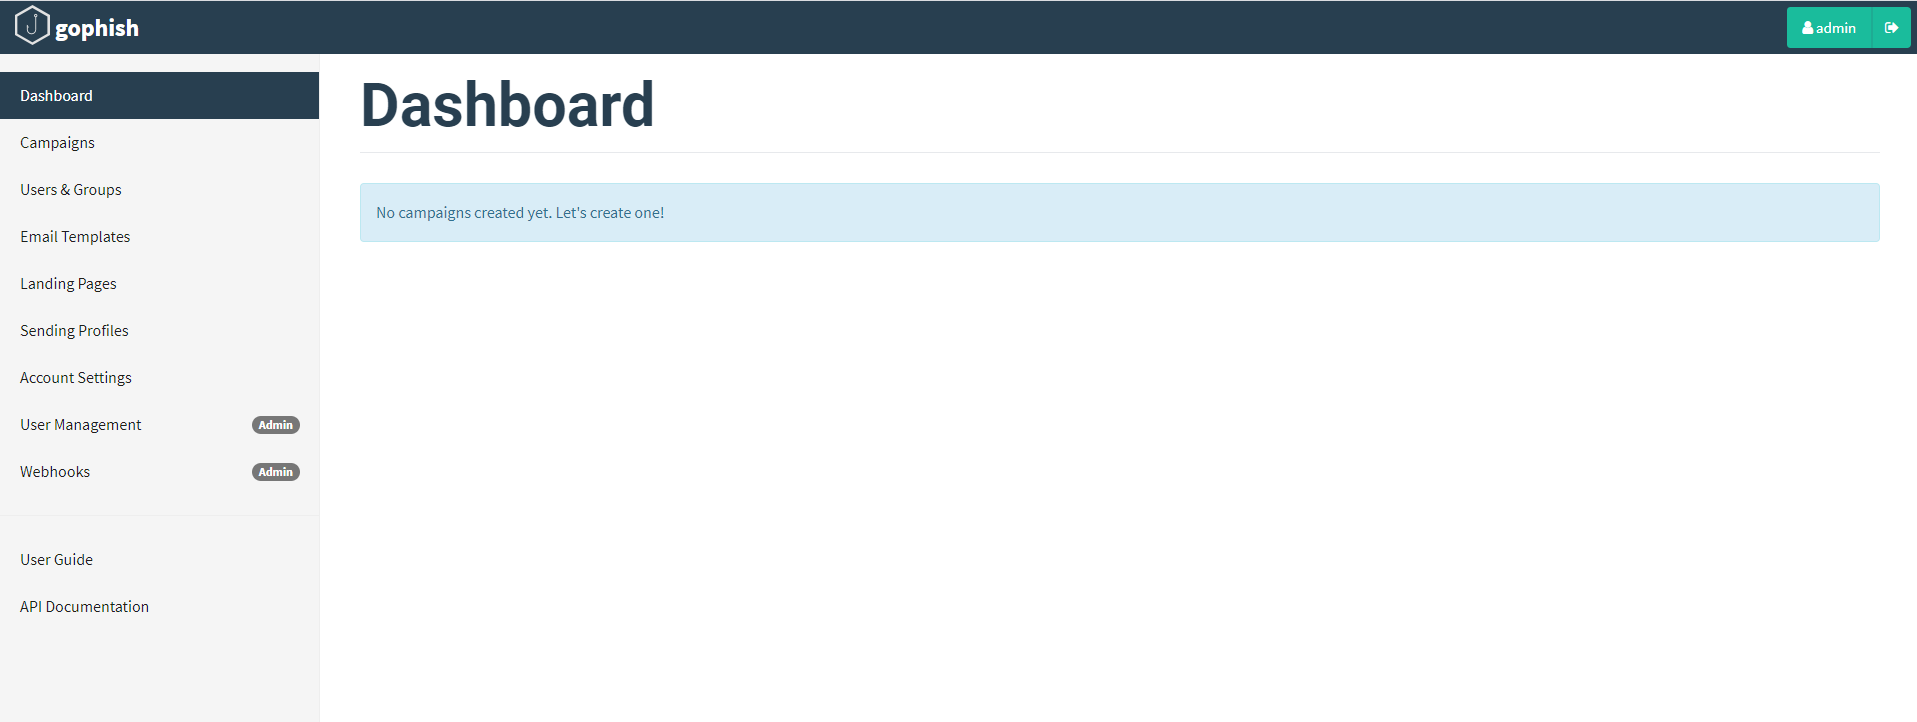 gophish
admin
Dashboard
Campaigns
Users & Groups
Email Templates
Landing Pages
Sending Profiles
Account Settings
User Management Admin
Webhooks Admin
User Guide
API Documentation
Dashboard
No campaigns created yet. Let's create one!